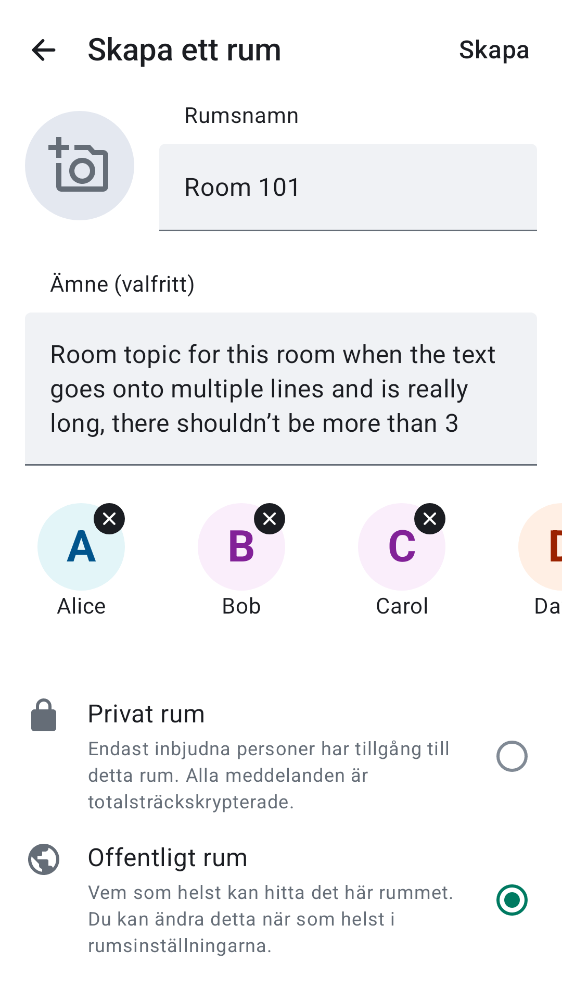 Skapa ett rum
Skapa
Rumsnamn
Room 101
Ämne (valfritt)
Room topic for this room when the text
goes onto multiple lines and is really
long, there shouldn’t be more than 3
A
B
C
Alice
Bob
Carol
Da
Privat rum
Endast inbjudna personer har tillgång till
detta rum. Alla meddelanden är
totalsträckskrypterade.
Offentligt rum
Vem som helst kan hitta det här rummet.
Du kan ändra detta när som helst i
rumsinställningarna.